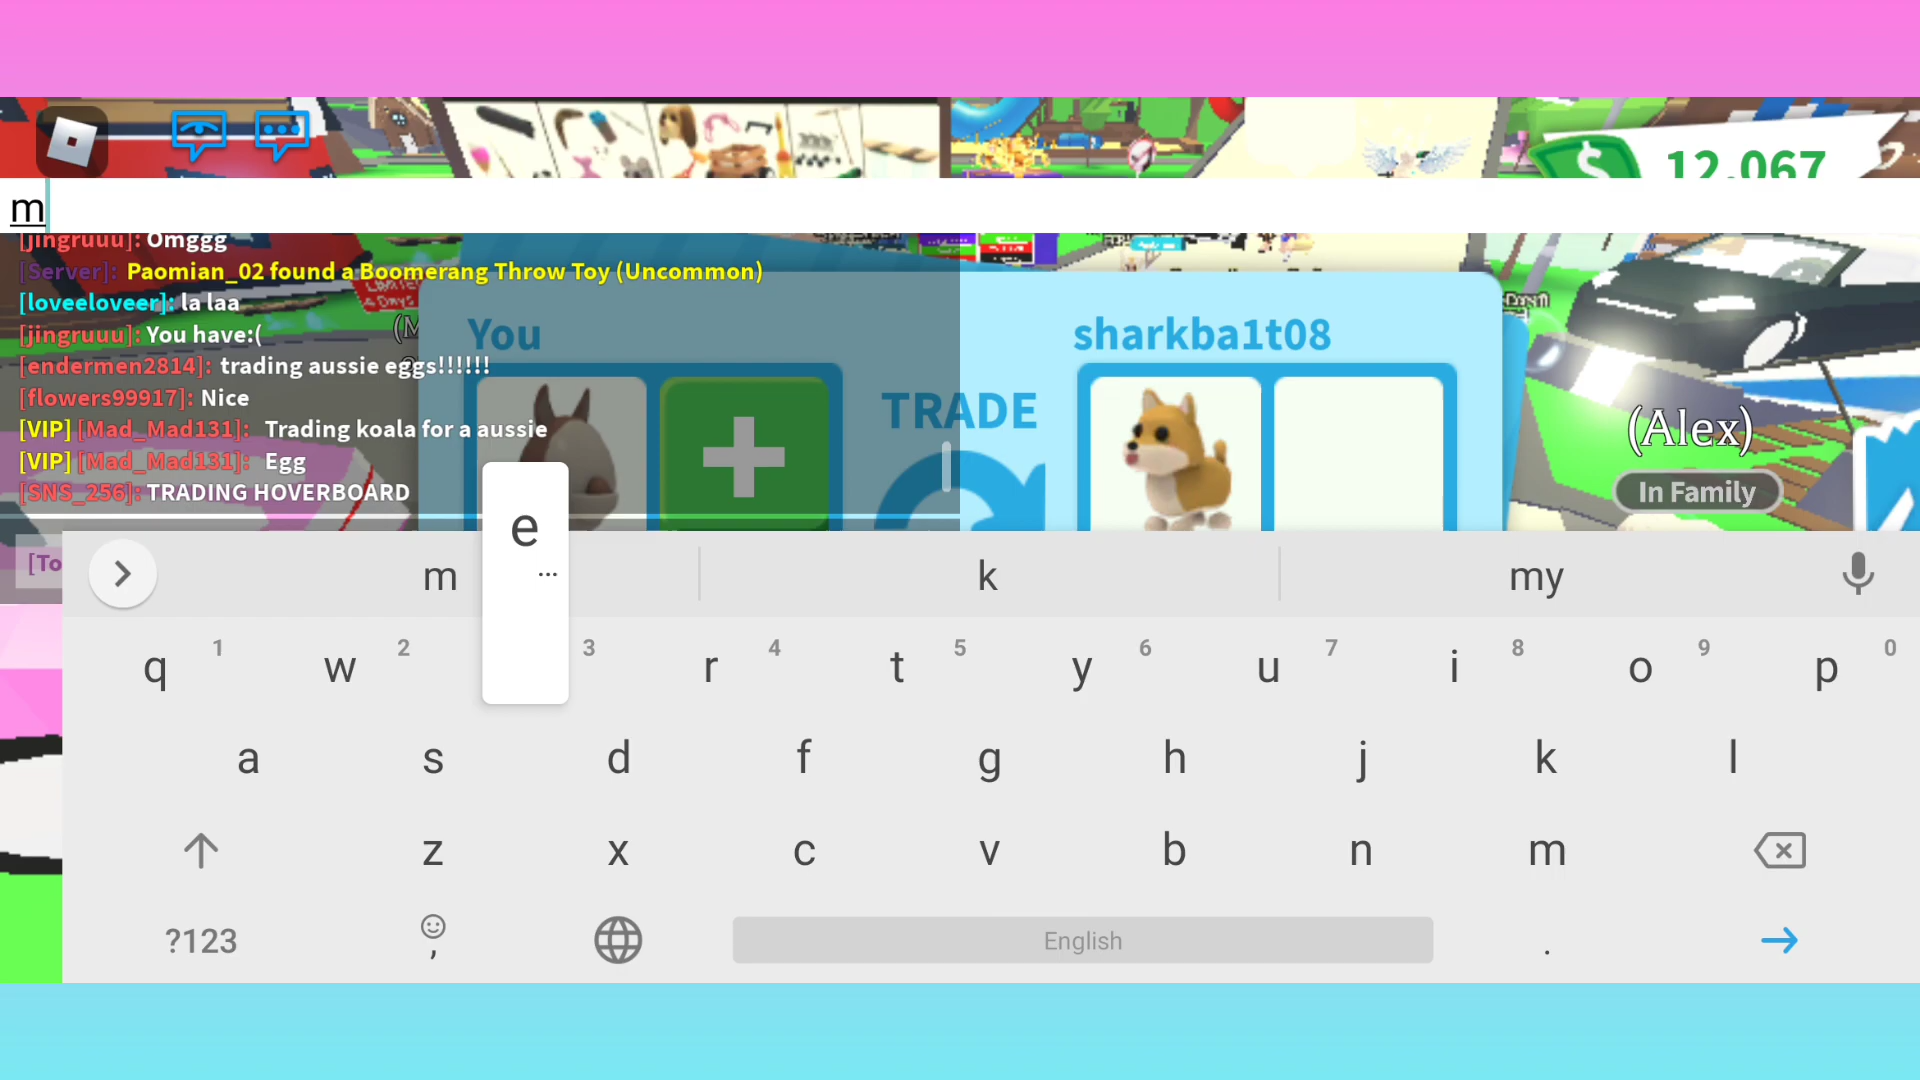 12,067
m
[jingruuu]: Omggg
[Server]: Paomian_02 found a Boomerang Throw Toy (Uncommon)
[loveeloveer]: la laa
[jingruuu]: You have:(
[endermen2814]: trading aussie eggs!!!!!!
[flowers99917]: Nice
[VIP] [Mad_Mad131]: Trading koala for a aussie
[VIP] [Mad_Mad131]: Egg
[SNS_256]: TRADING HOVERBOARD
[To
You
TRADE
sharkba1t08
(Alex)
In Family
m k my
e
...
1 2 3 4 5 6 7 8 9 0
q w r t y u i o p
a s d f g h j k l
z x c v b n m
?123 , English .